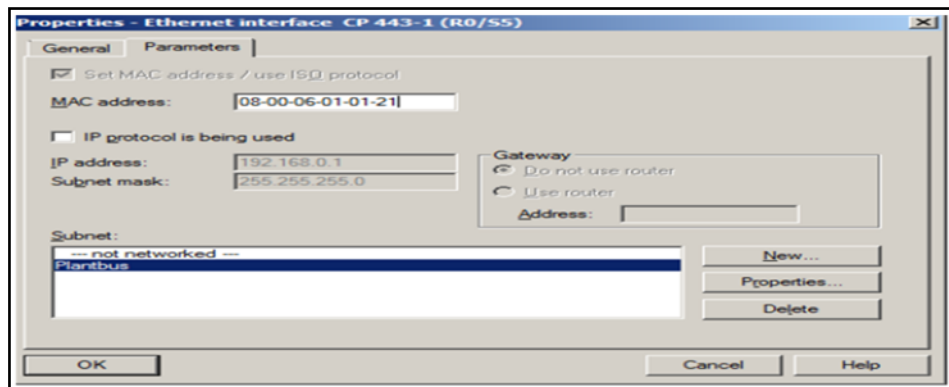 Properties - Ethernet interface CP 443-1 (R0/S5)
General Parameters
Set MAC address / use ISO protocol
MAC address: 08-00-06-01-01-21
IP protocol is being used
IP address: 192.168.0.1
Subnet mask: 255.255.255.0
Gateway
Do not use router
Use router
Address:
Subnet:
--- not networked ---
Plantbus
New...
Properties...
Delete
OK Cancel Help